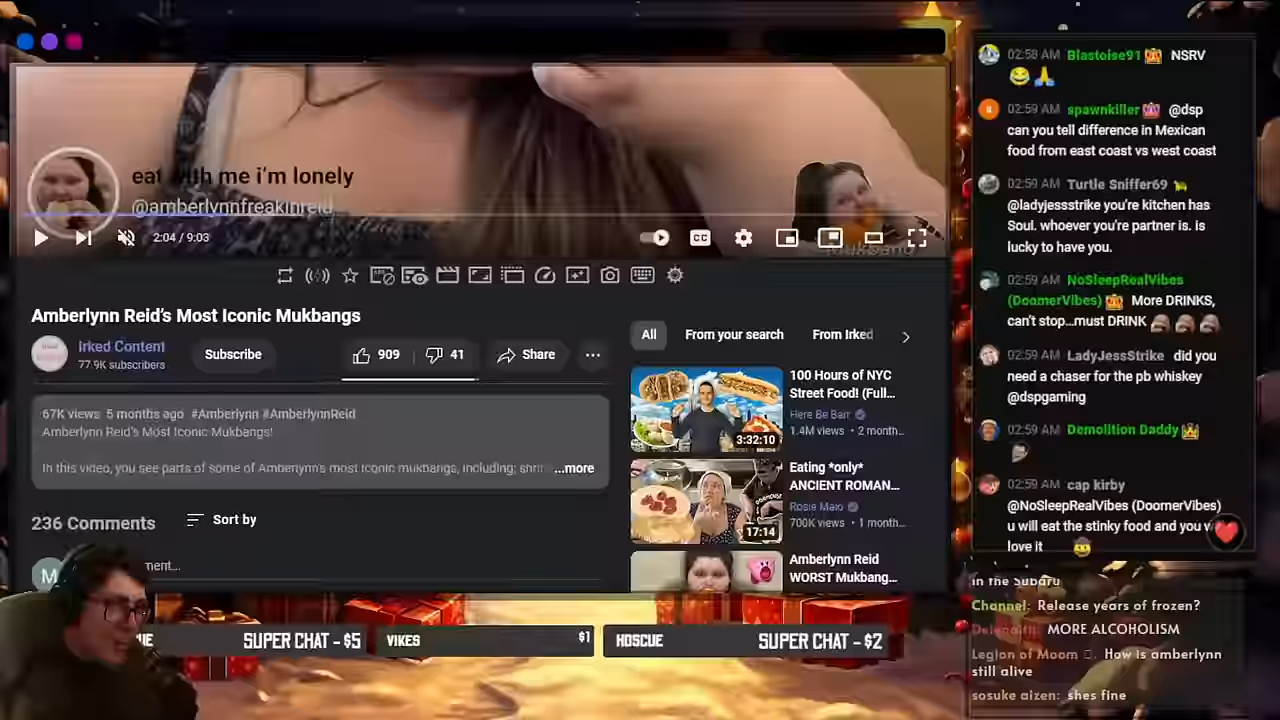 eat with me i'm lonely
@amberlynnfreakinreid
mukbang
2:04 / 9:03
CC
Amberlynn Reid's Most Iconic Mukbangs
Irked Content
77.9K subscribers
Subscribe
909
41
Share
67K views 5 months ago #Amberlynn #AmberlynnReid
Amberlynn Reid's Most Iconic Mukbangs!
In this video, you see parts of some of Amberlynn's most iconic mukbangs, including; shri
...more
236 Comments
Sort by
M
ment...
All
From your search
From Irked
100 Hours of NYC
Street Food! (Full...
Here Be Barr
1.4M views • 2 month...
3:32:10
Eating *only*
ANCIENT ROMAN...
Rosie Maio
700K views • 1 month...
17:14
Amberlynn Reid
WORST Mukbang...
UE
SUPER CHAT - $5
VIKES
$1
HOSCUE
SUPER CHAT - $2
02:58 AM Blastoise91 NSRV
02:59 AM spawnkiller @dsp
can you tell difference in Mexican
food from east coast vs west coast
02:59 AM Turtle Sniffer69
@ladyjessstrike you're kitchen has
Soul. whoever you're partner is. is
lucky to have you.
02:59 AM NoSleepRealVibes
(DoomerVibes) More DRINKS,
can't stop...must DRINK
02:59 AM LadyJessStrike did you
need a chaser for the pb whiskey
@dspgaming
02:59 AM Demolition Daddy
02:59 AM cap kirby
@NoSleepRealVibes (DoomerVibes)
u will eat the stinky food and you w
love it
in the Subaru
Channel: Release years of frozen?
MORE ALCOHOLISM
Legion of Moom . How is amberlynn
still alive
sosuke aizen: shes fine